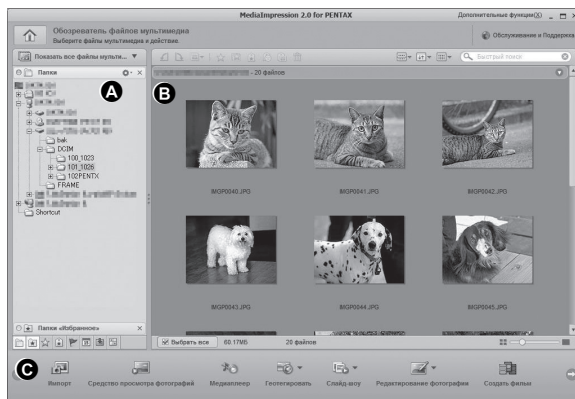 MediaImpression 2.0 for PENTAX
Дополнительные функции(X)
Обозреватель файлов мультимедиа
Выберите файлы мультимедиа и действие.
Обслуживание и Поддержка
Показать все файлы мульти...
Быстрый поиск
Папки
- 20 файлов
A
B
bak
DCIM
100_1023
101_1026
102PENTX
FRAME
Shortcut
IMGP0040.JPG
IMGP0041.JPG
IMGP0042.JPG
IMGP0043.JPG
IMGP0044.JPG
IMGP0045.JPG
Папки «Избранное»
Выбрать все
60,17МБ
20 файлов
C
Импорт
Средство просмотра фотографий
Медиаплеер
Геотегировать
Слайд-шоу
Редактирование фотографии
Создать фильм